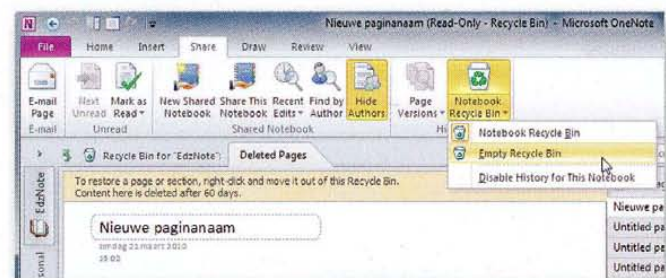 Nieuwe paginanaam (Read-Only - Recycle Bin) - Microsoft OneNote
File Home Insert Share Draw Review View
E-mail Page
Next Unread
Mark as Read
New Shared Notebook
Share This Notebook
Recent Edits
Find by Author
Hide Authors
Page Versions
Notebook Recycle Bin
E-mail Unread Shared Notebook
Notebook Recycle Bin
Empty Recycle Bin
Disable History for This Notebook
Recycle Bin for "EdzNote": Deleted Pages
EdzNote
To restore a page or section, right-click and move it out of this Recycle Bin.
Content here is deleted after 60 days.
Nieuwe paginanaam
zondag 21 maart 2010
Nieuwe pa
Untitled pa
Untitled pa
Untitled pa